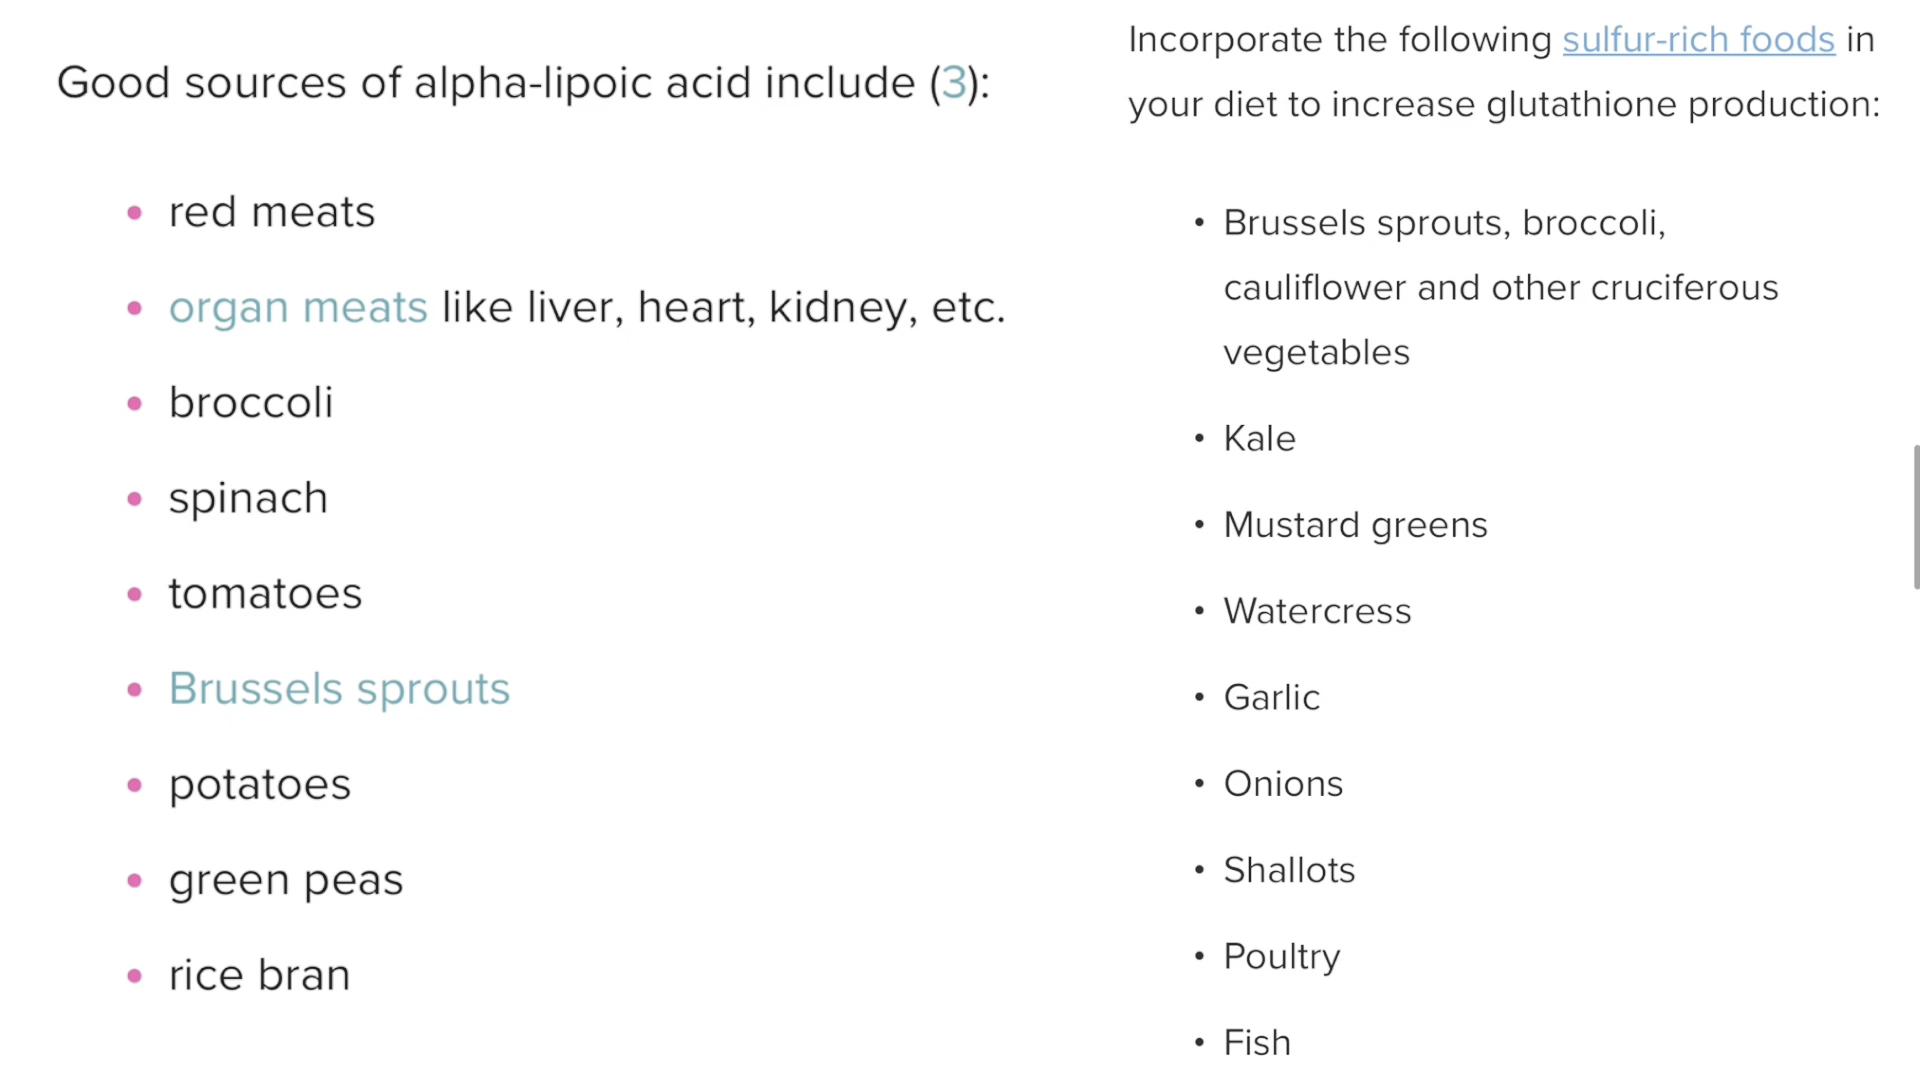 Good sources of alpha-lipoic acid include (3):
• red meats
• organ meats like liver, heart, kidney, etc.
• broccoli
• spinach
• tomatoes
• Brussels sprouts
• potatoes
• green peas
• rice bran
Incorporate the following sulfur-rich foods in
your diet to increase glutathione production:
• Brussels sprouts, broccoli,
cauliflower and other cruciferous
vegetables
• Kale
• Mustard greens
• Watercress
• Garlic
• Onions
• Shallots
• Poultry
• Fish